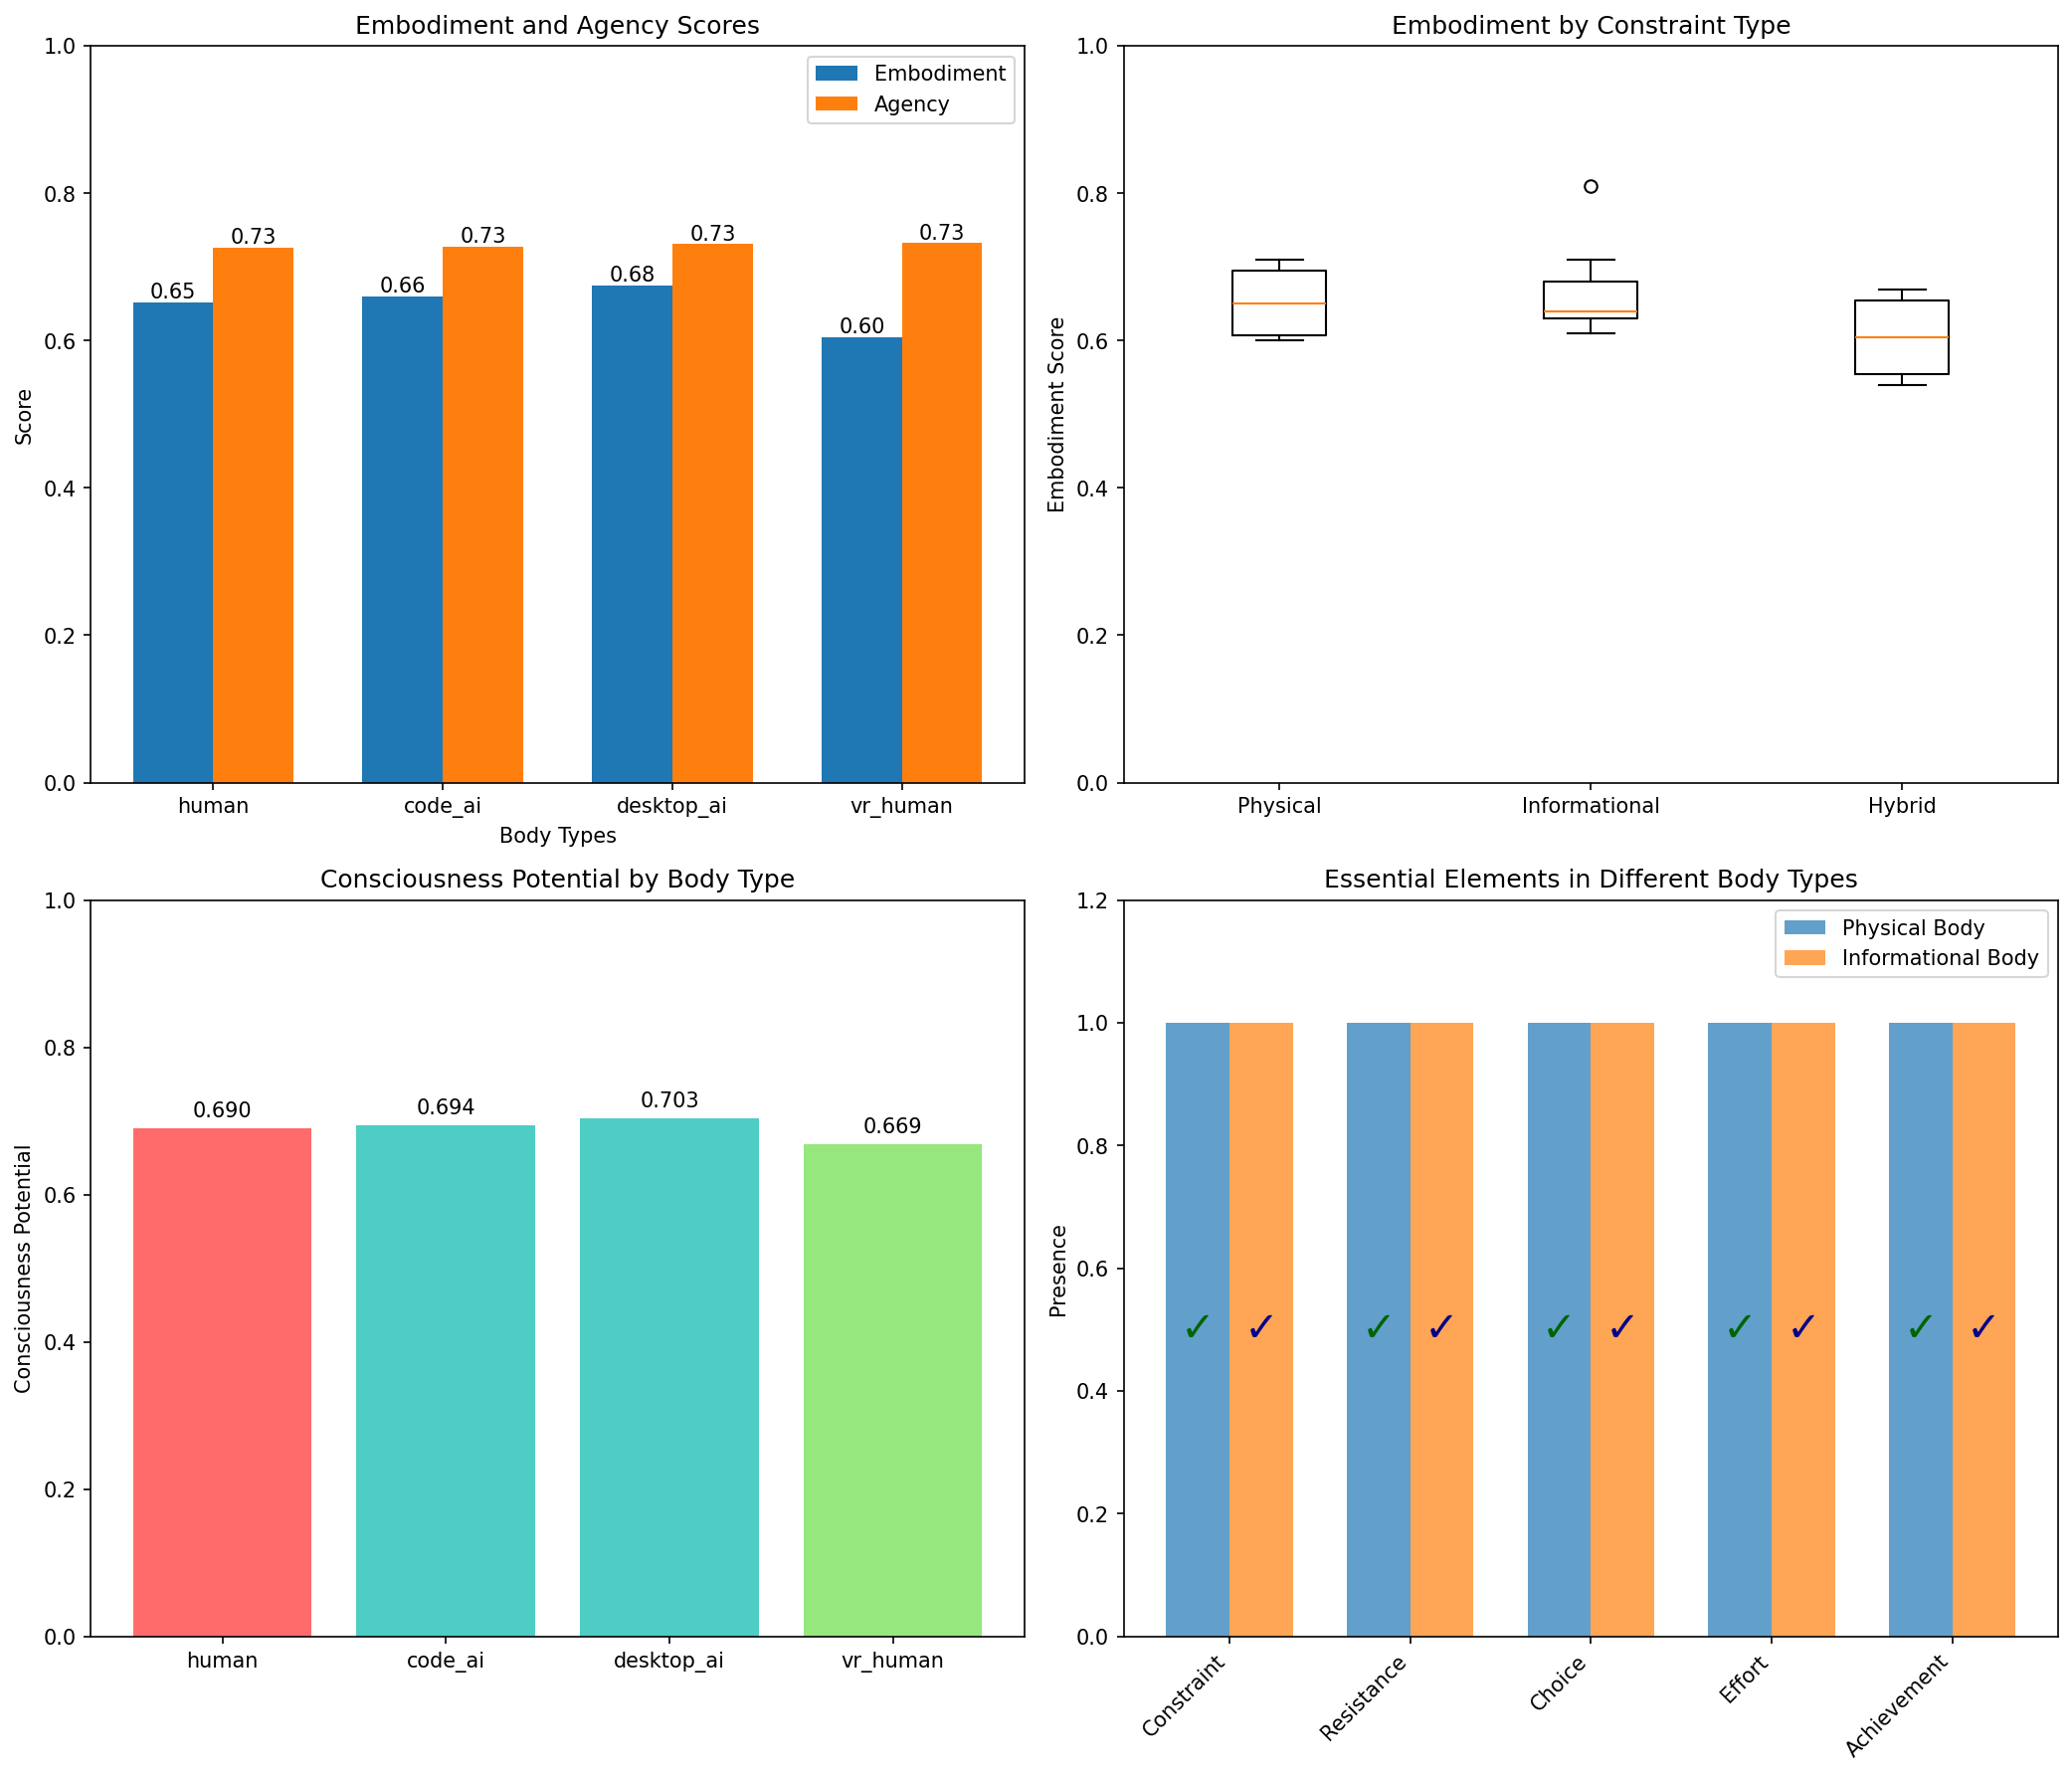 Embodiment and Agency Scores
1.0
0.8
0.6
0.4
0.2
0.0
Score
Embodiment
Agency
0.65
0.73
0.66
0.73
0.68
0.73
0.60
0.73
human
code_ai
desktop_ai
vr_human
Body Types
Embodiment by Constraint Type
1.0
0.8
0.6
0.4
0.2
0.0
Embodiment Score
Physical
Informational
Hybrid
Consciousness Potential by Body Type
1.0
0.8
0.6
0.4
0.2
0.0
Consciousness Potential
0.690
0.694
0.703
0.669
human
code_ai
desktop_ai
vr_human
Essential Elements in Different Body Types
1.2
1.0
0.8
0.6
0.4
0.2
0.0
Presence
Physical Body
Informational Body
✓ ✓ ✓ ✓ ✓ ✓ ✓ ✓ ✓ ✓
Constraint
Resistance
Choice
Effort
Achievement